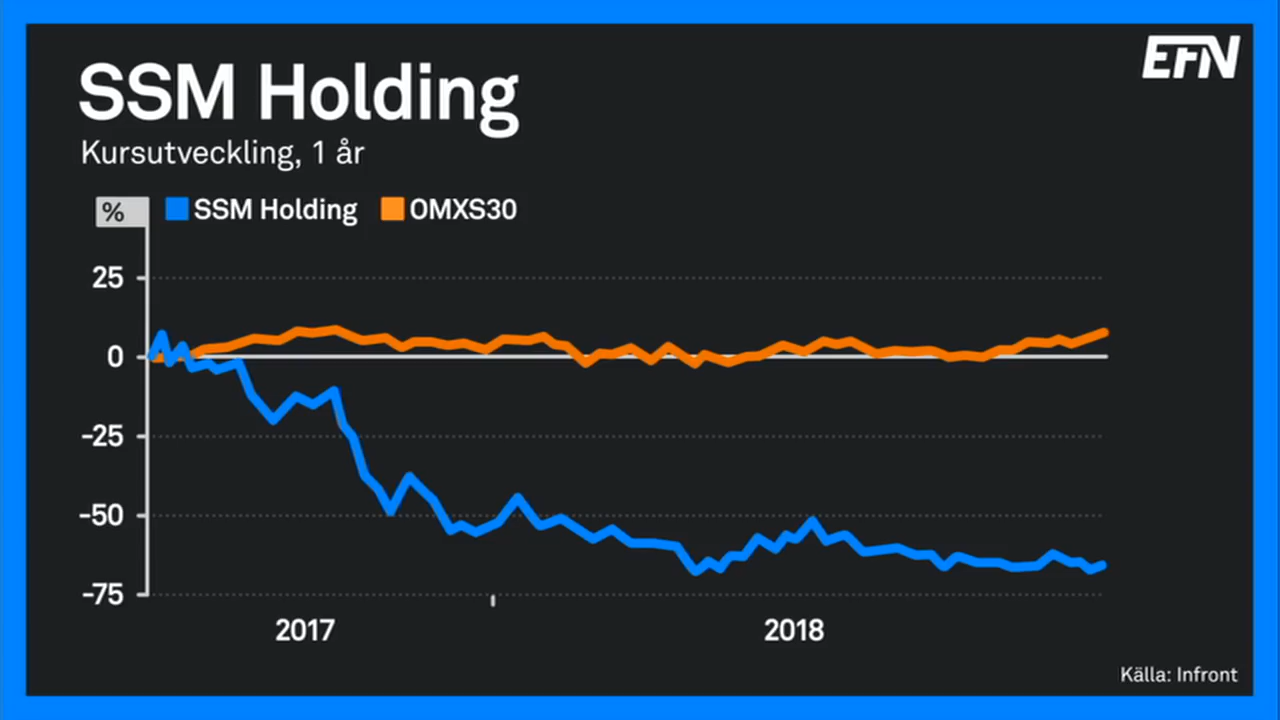 EFN
SSM Holding
Kursutveckling, 1 år
% SSM Holding OMXS30
25
0
-25
-50
-75
2017 2018
Källa: Infront